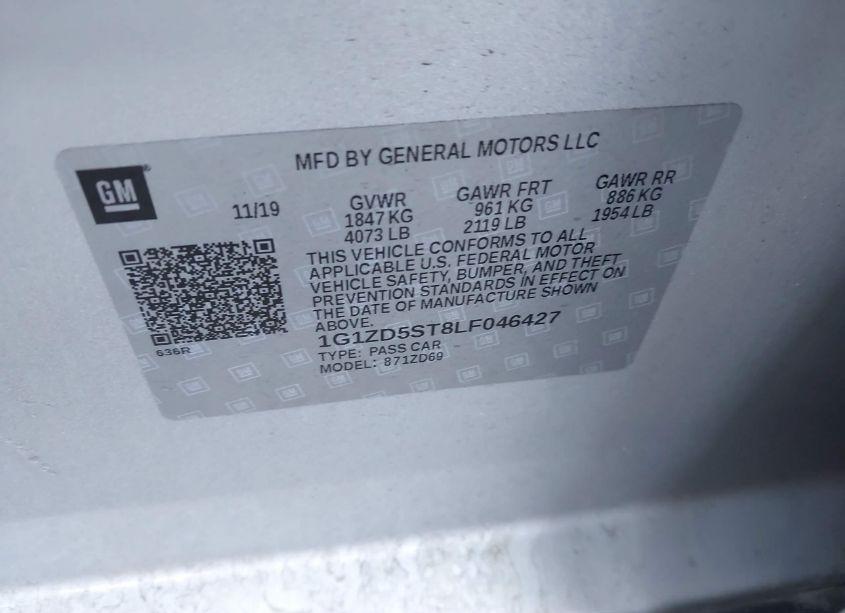 MFD BY GENERAL MOTORS LLC
GM
11/19 GVWR GAWR FRT GAWR RR
1847 KG 961 KG 886 KG
4073 LB 2119 LB 1954 LB
THIS VEHICLE CONFORMS TO ALL
APPLICABLE U.S. FEDERAL MOTOR
VEHICLE SAFETY, BUMPER, AND THEFT
PREVENTION STANDARDS IN EFFECT ON
THE DATE OF MANUFACTURE SHOWN
ABOVE.
1G1ZD5ST8LF046427
636R
TYPE: PASS CAR
MODEL: 871ZD69